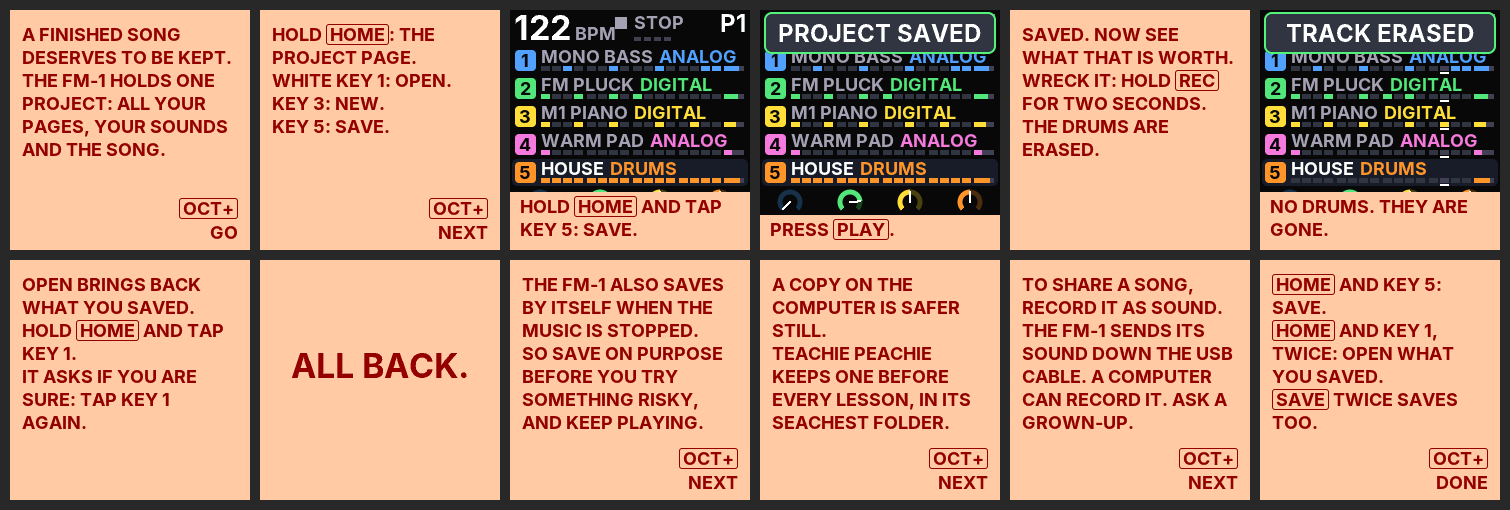 A FINISHED SONG
DESERVES TO BE KEPT.
THE FM-1 HOLDS ONE
PROJECT: ALL YOUR
PAGES, YOUR SOUNDS
AND THE SONG.
OCT+
GO
HOLD HOME: THE
PROJECT PAGE.
WHITE KEY 1: OPEN.
KEY 3: NEW.
KEY 5: SAVE.
OCT+
NEXT
122 BPM STOP P1
1 MONO BASS ANALOG
2 FM PLUCK DIGITAL
3 M1 PIANO DIGITAL
4 WARM PAD ANALOG
5 HOUSE DRUMS
HOLD HOME AND TAP
KEY 5: SAVE.
PROJECT SAVED
1 MONO BASS ANALOG
2 FM PLUCK DIGITAL
3 M1 PIANO DIGITAL
4 WARM PAD ANALOG
5 HOUSE DRUMS
PRESS PLAY.
SAVED. NOW SEE
WHAT THAT IS WORTH.
WRECK IT: HOLD REC
FOR TWO SECONDS.
THE DRUMS ARE
ERASED.
TRACK ERASED
1 MONO BASS ANALOG
2 FM PLUCK DIGITAL
3 M1 PIANO DIGITAL
4 WARM PAD ANALOG
5 HOUSE DRUMS
NO DRUMS. THEY ARE
GONE.
OPEN BRINGS BACK
WHAT YOU SAVED.
HOLD HOME AND TAP
KEY 1.
IT ASKS IF YOU ARE
SURE: TAP KEY 1
AGAIN.
ALL BACK.
THE FM-1 ALSO SAVES
BY ITSELF WHEN THE
MUSIC IS STOPPED.
SO SAVE ON PURPOSE
BEFORE YOU TRY
SOMETHING RISKY,
AND KEEP PLAYING.
OCT+
NEXT
A COPY ON THE
COMPUTER IS SAFER
STILL.
TEACHIE PEACHIE
KEEPS ONE BEFORE
EVERY LESSON, IN ITS
SEACHEST FOLDER.
OCT+
NEXT
TO SHARE A SONG,
RECORD IT AS SOUND.
THE FM-1 SENDS ITS
SOUND DOWN THE USB
CABLE. A COMPUTER
CAN RECORD IT. ASK A
GROWN-UP.
OCT+
NEXT
HOME AND KEY 5:
SAVE.
HOME AND KEY 1,
TWICE: OPEN WHAT
YOU SAVED.
SAVE TWICE SAVES
TOO.
OCT+
DONE